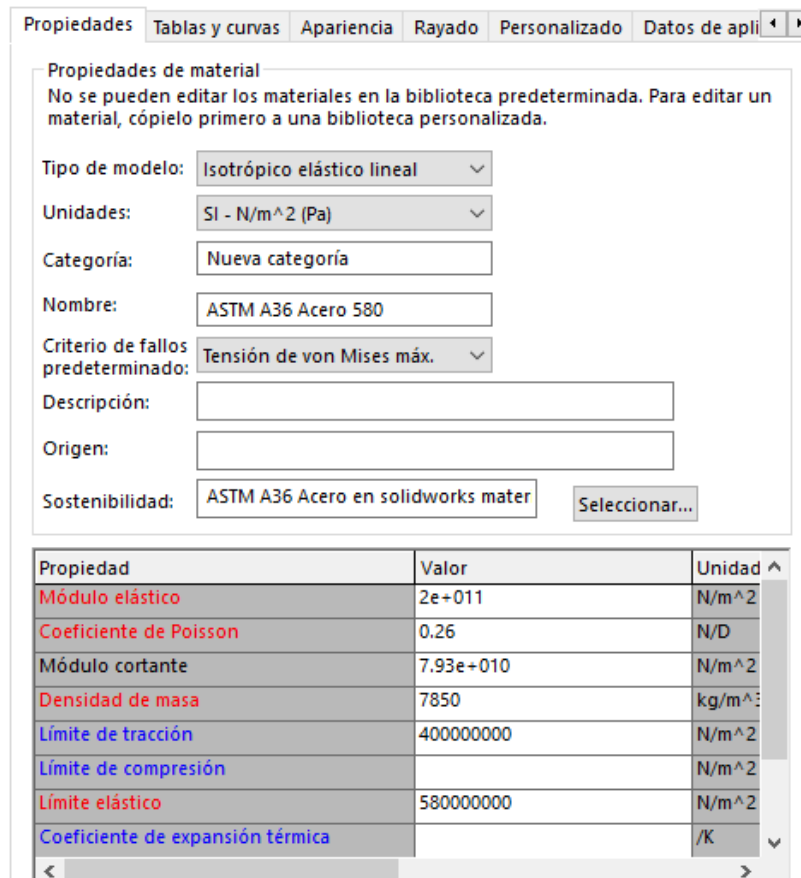 Propiedades Tablas y curvas Apariencia Rayado Personalizado Datos de apli
Propiedades de material
No se pueden editar los materiales en la biblioteca predeterminada. Para editar un
material, cópielo primero a una biblioteca personalizada.
Tipo de modelo: Isotrópico elástico lineal
Unidades: SI - N/m^2 (Pa)
Categoría: Nueva categoría
Nombre: ASTM A36 Acero 580
Criterio de fallos
predeterminado: Tensión de von Mises máx.
Descripción:
Origen:
Sostenibilidad: ASTM A36 Acero en solidworks mater Seleccionar...
Propiedad Valor Unidad
Módulo elástico 2e+011 N/m^2
Coeficiente de Poisson 0.26 N/D
Módulo cortante 7.93e+010 N/m^2
Densidad de masa 7850 kg/m^3
Límite de tracción 400000000 N/m^2
Límite de compresión N/m^2
Límite elástico 580000000 N/m^2
Coeficiente de expansión térmica /K